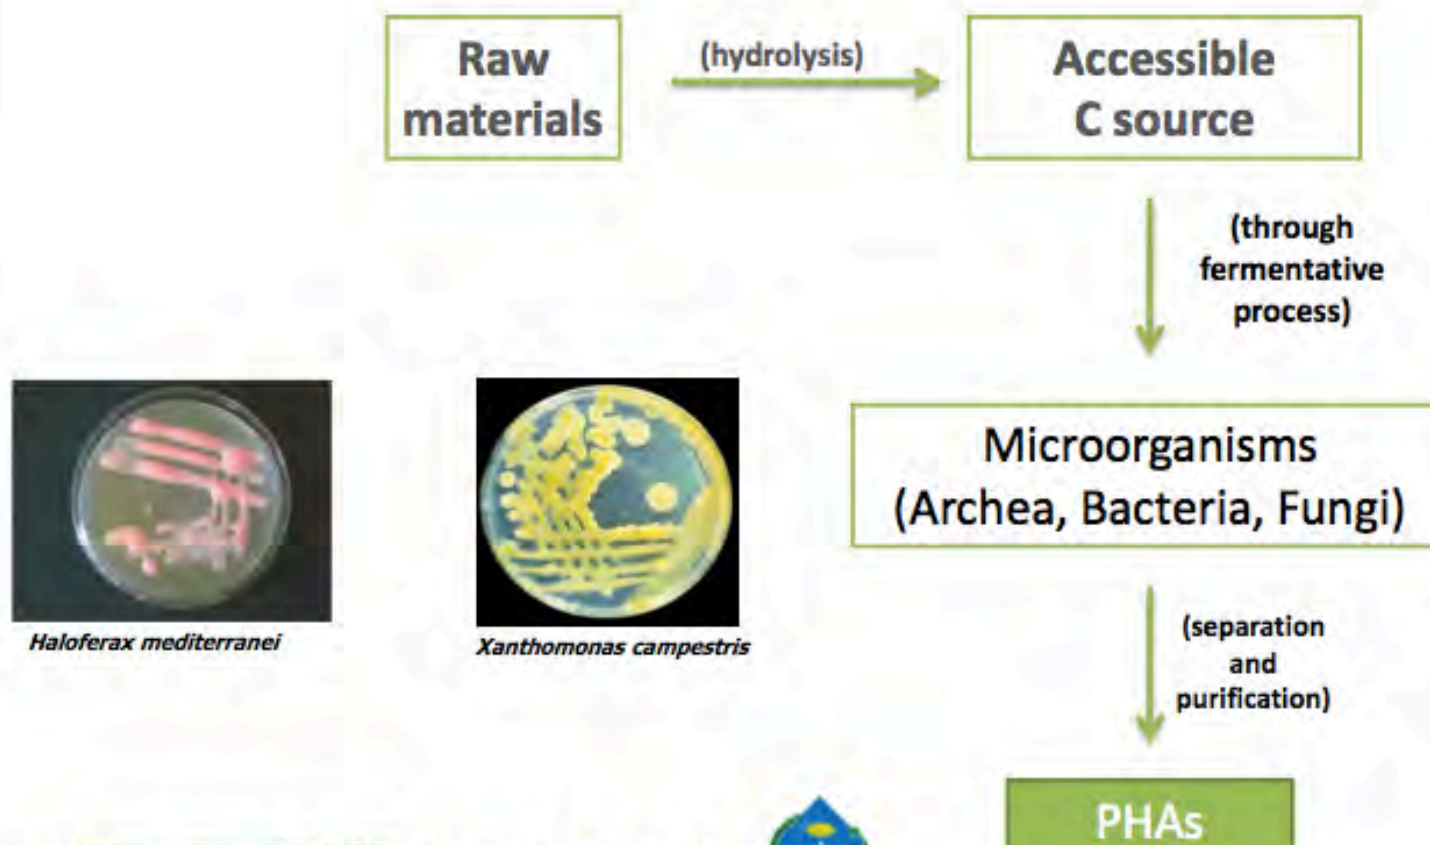 Raw
materials
(hydrolysis)
Accessible
C source
(through
fermentative
process)
Microorganisms
(Archea, Bacteria, Fungi)
Haloferax mediterranei
Xanthomonas campestris
(separation
and
purification)
PHAs